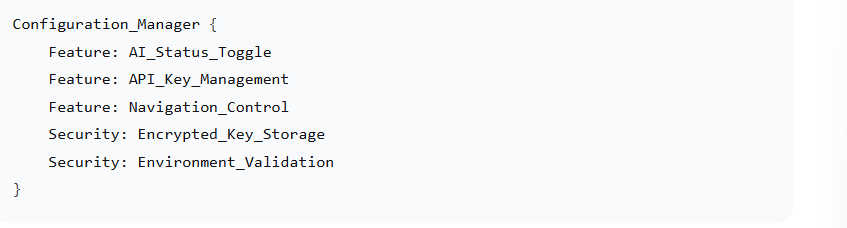 Configuration_Manager {
    Feature: AI_Status_Toggle
    Feature: API_Key_Management
    Feature: Navigation_Control
    Security: Encrypted_Key_Storage
    Security: Environment_Validation
}